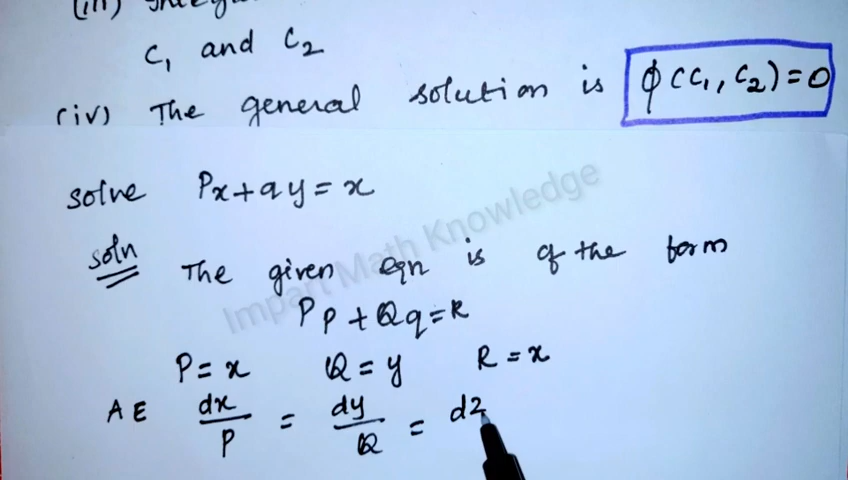 (iii)
C₁ and C₂
(iv) The general solution is ϕ(C₁, C₂) = 0
solve Px + qy = x
soln The given eqn is of the form
Pp + Qq = R
P = x Q = y R = x
AE dx/P = dy/Q = dz
Impart Math Knowledge